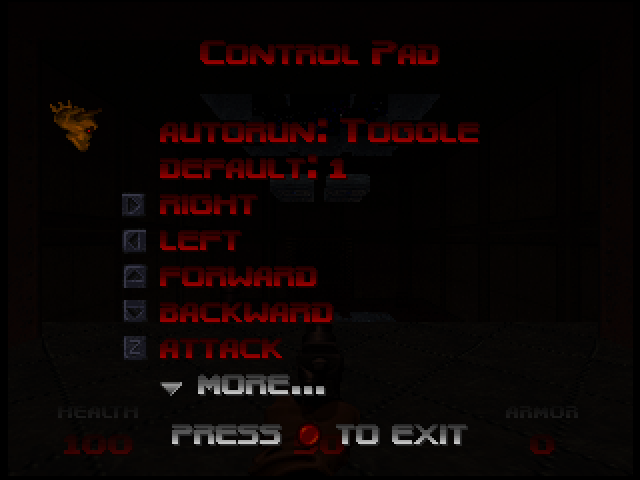 CONTROL PAD
AUTORUN: TOGGLE
DEFAULT: 1
RIGHT
LEFT
FORWARD
BACKWARD
Z ATTACK
MORE...
HEALTH ARMOR
PRESS TO EXIT
100 50 0